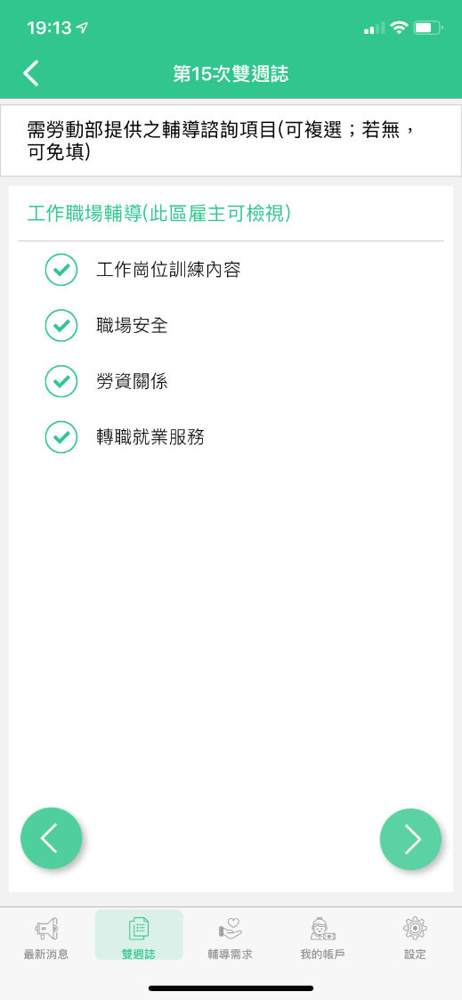 19:13
第15次雙週誌
需勞動部提供之輔導諮詢項目(可複選；若無，
可免填)
工作職場輔導(此區雇主可檢視)
工作崗位訓練內容
職場安全
勞資關係
轉職就業服務
最新消息
雙週誌
輔導需求
我的帳戶
設定